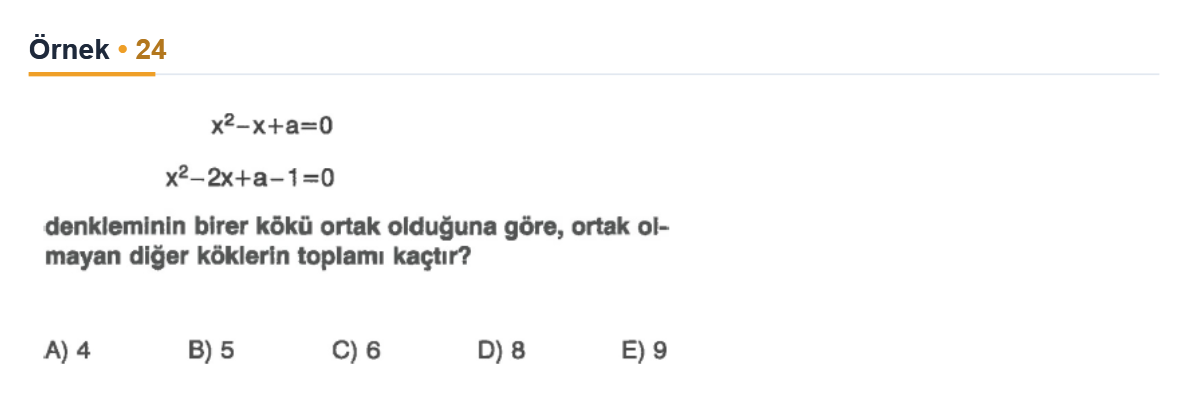 Örnek • 24
x²−x+a=0
x²−2x+a−1=0
denkleminin birer kökü ortak olduğuna göre, ortak ol-
mayan diğer köklerin toplamı kaçtır?
A) 4 B) 5 C) 6 D) 8 E) 9